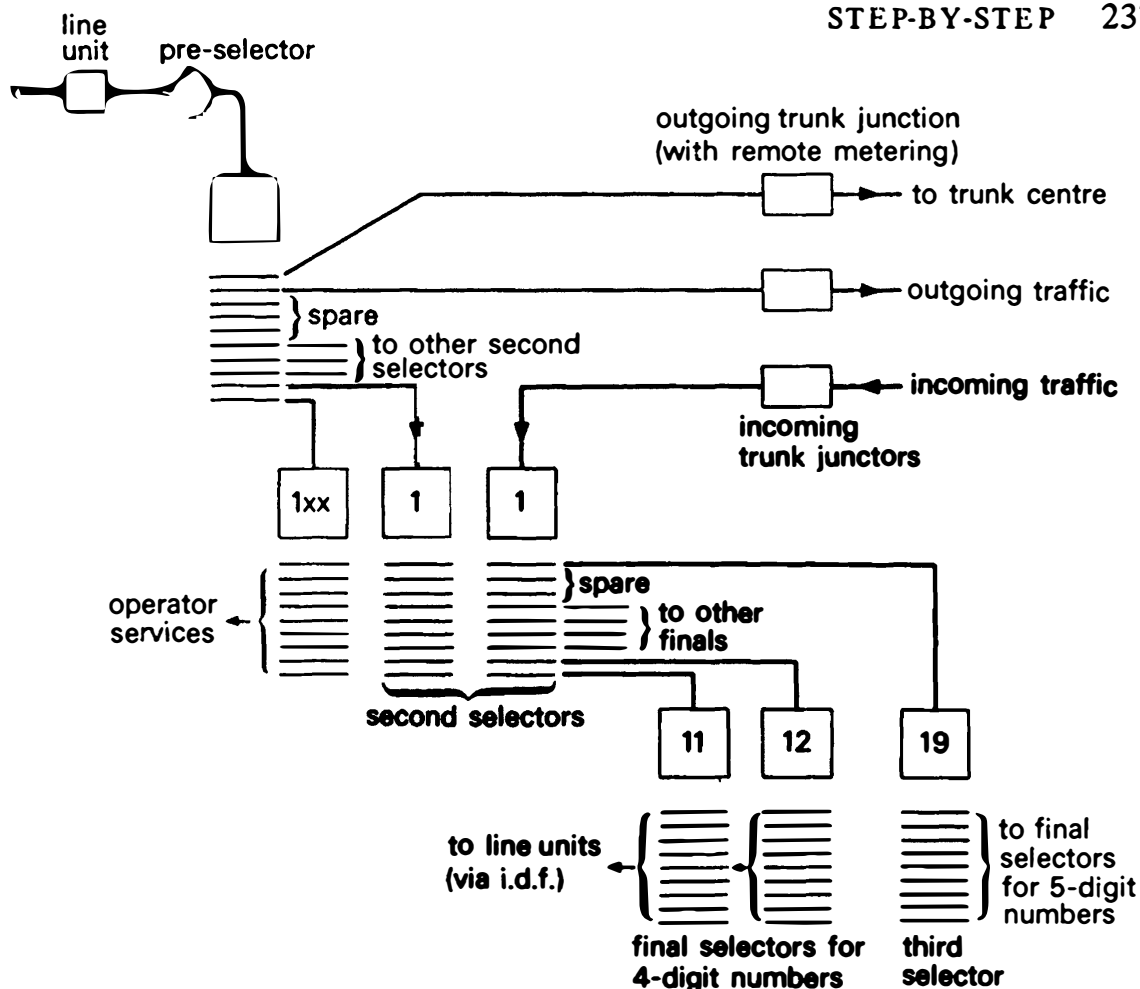 STEP-BY-STEP
line
unit
pre-selector
outgoing trunk junction
(with remote metering)
to trunk centre
outgoing traffic
spare
to other second
selectors
incoming traffic
incoming
trunk junctors
1xx
1
1
operator
services
spare
to other
finals
second selectors
11
12
19
to line units
(via i.d.f.)
to final
selectors
for 5-digit
numbers
final selectors for
4-digit numbers
third
selector